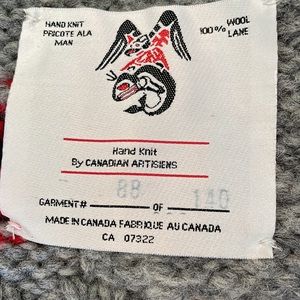 HAND KNIT
PRICOTE ALA
MAN
100% WOOL
LANE
Hand Knit
By CANADIAN ARTISIENS
88 140
GARMENT# OF
MADE IN CANADA FABRIQUE AU CANADA
CA 07322